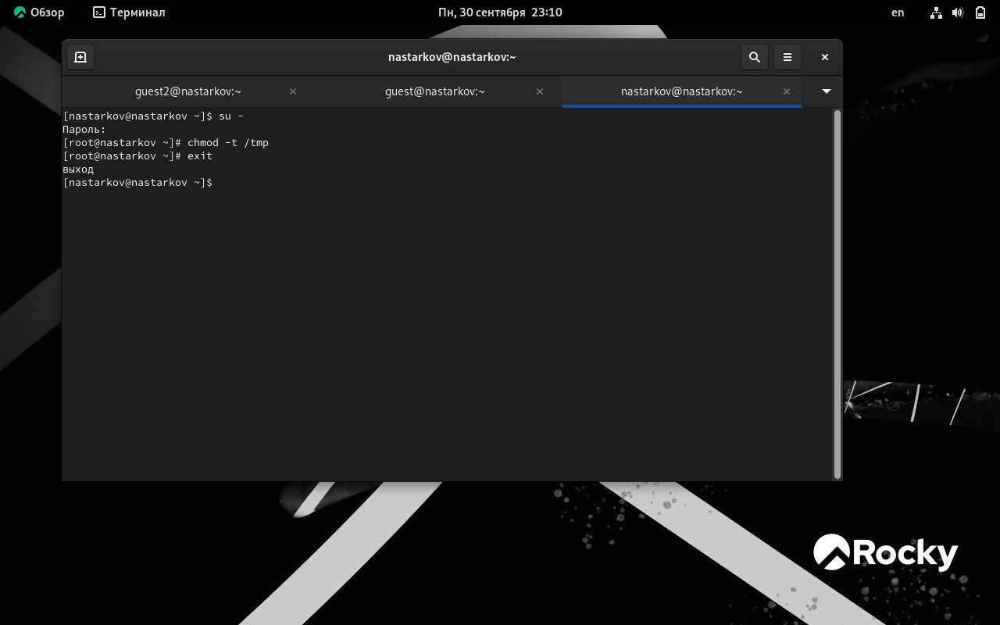 Обзор Терминал Пн, 30 сентября 23:10 en
nastarkov@nastarkov:~
guest2@nastarkov:~ guest@nastarkov:~ nastarkov@nastarkov:~
[nastarkov@nastarkov ~]$ su -
Пароль:
[root@nastarkov ~]# chmod -t /tmp
[root@nastarkov ~]# exit
выход
[nastarkov@nastarkov ~]$
Rocky